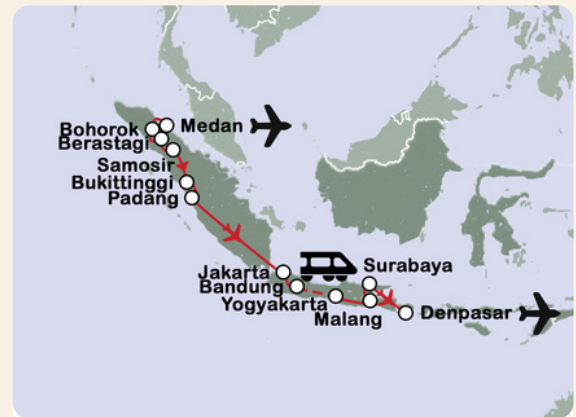 Medan
Bohorok
Berastagi
Samosir
Bukittinggi
Padang
Jakarta
Surabaya
Bandung
Yogyakarta
Malang
Denpasar